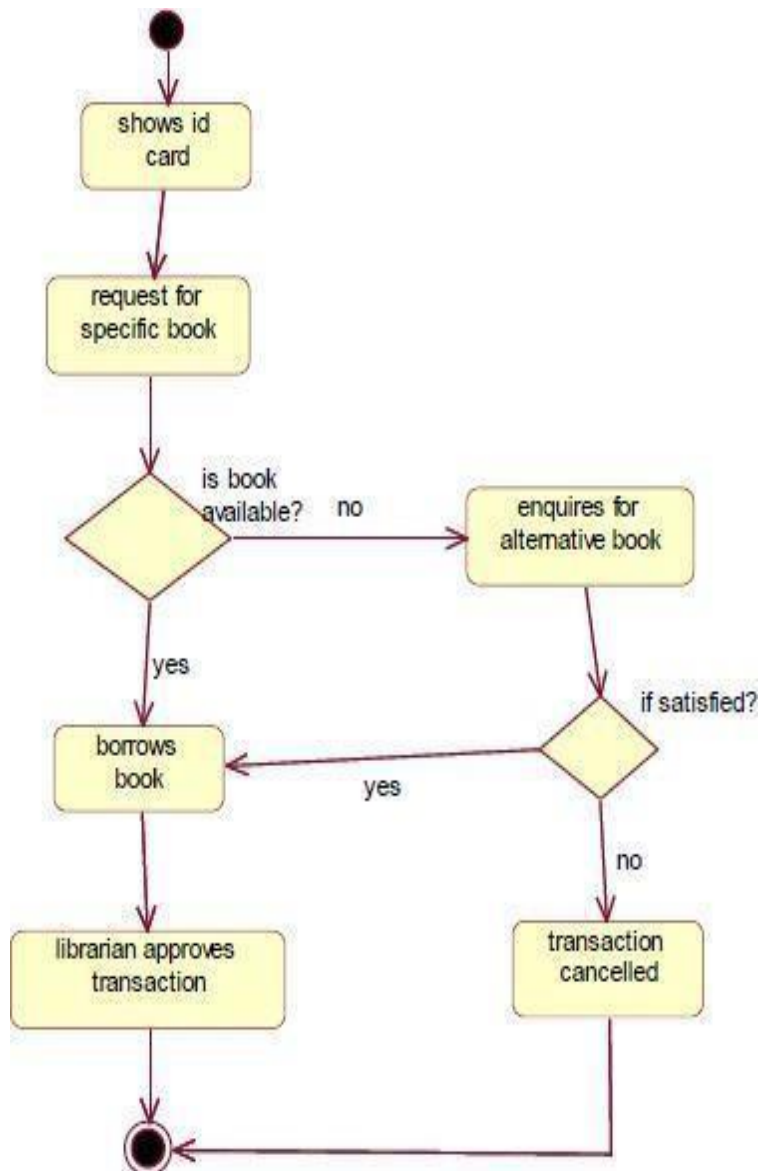 shows id
card
request for
specific book
is book
available?
no
enquires for
alternative book
yes
if satisfied?
borrows
book
yes
no
librarian approves
transaction
transaction
cancelled